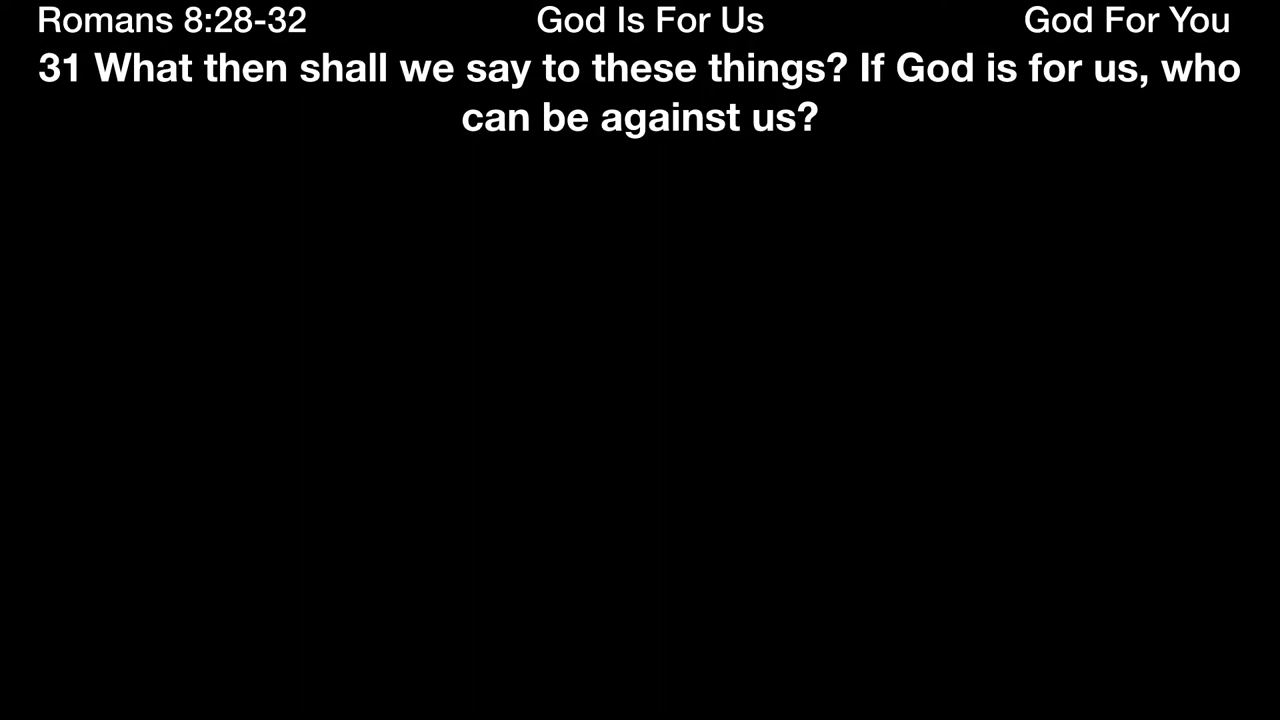 Romans 8:28-32 God Is For Us God For You
31 What then shall we say to these things? If God is for us, who
can be against us?